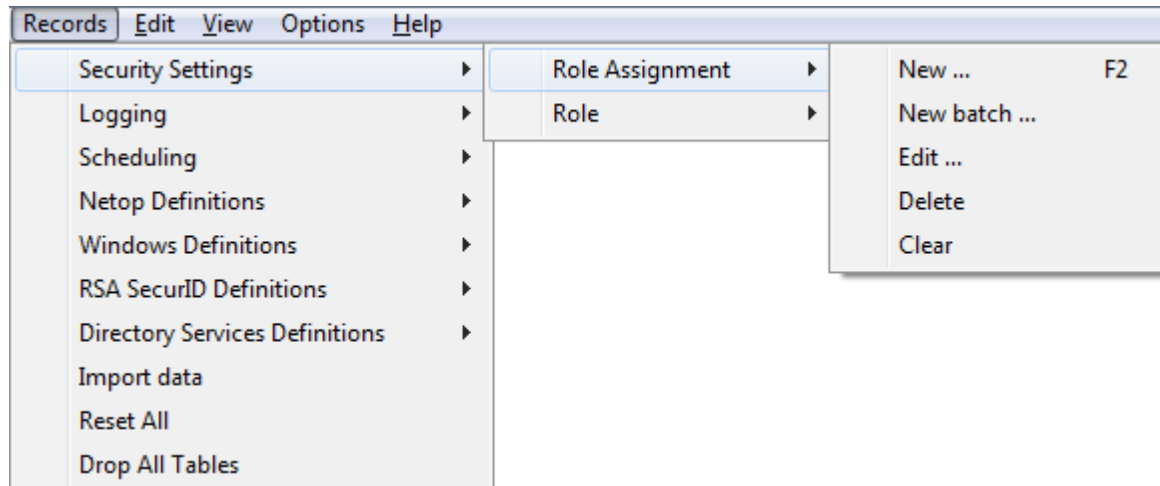 Records Edit View Options Help
Security Settings Role Assignment New ... F2
Logging Role New batch ...
Scheduling Edit ...
Netop Definitions Delete
Windows Definitions Clear
RSA SecurID Definitions
Directory Services Definitions
Import data
Reset All
Drop All Tables